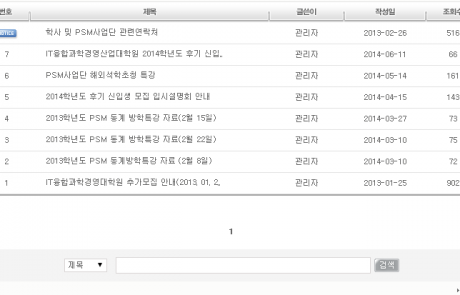 번호 제목 글쓴이 작성일 조회수
NOTICE 학사 및 PSM사업단 관련연락처 관리자 2013-02-26 516
7 IT융합과학경영산업대학원 2014학년도 후기 신입.. 관리자 2014-06-11 66
6 PSM사업단 해외석학초청 특강 관리자 2014-05-14 161
5 2014학년도 후기 신입생 모집 입시설명회 안내 관리자 2014-04-15 143
4 2013학년도 PSM 동계 방학특강 자료(2월 15일) 관리자 2014-03-27 73
3 2013학년도 PSM 동계방학특강 자료(2월 22일) 관리자 2014-03-10 75
2 2013학년도 PSM 동계방학특강 자료 (2월 8일) 관리자 2014-03-10 72
1 IT융합과학경영대학원 추가모집 안내(2013. 01. 2.. 관리자 2013-01-25 902
1
제목 ▼ 검색